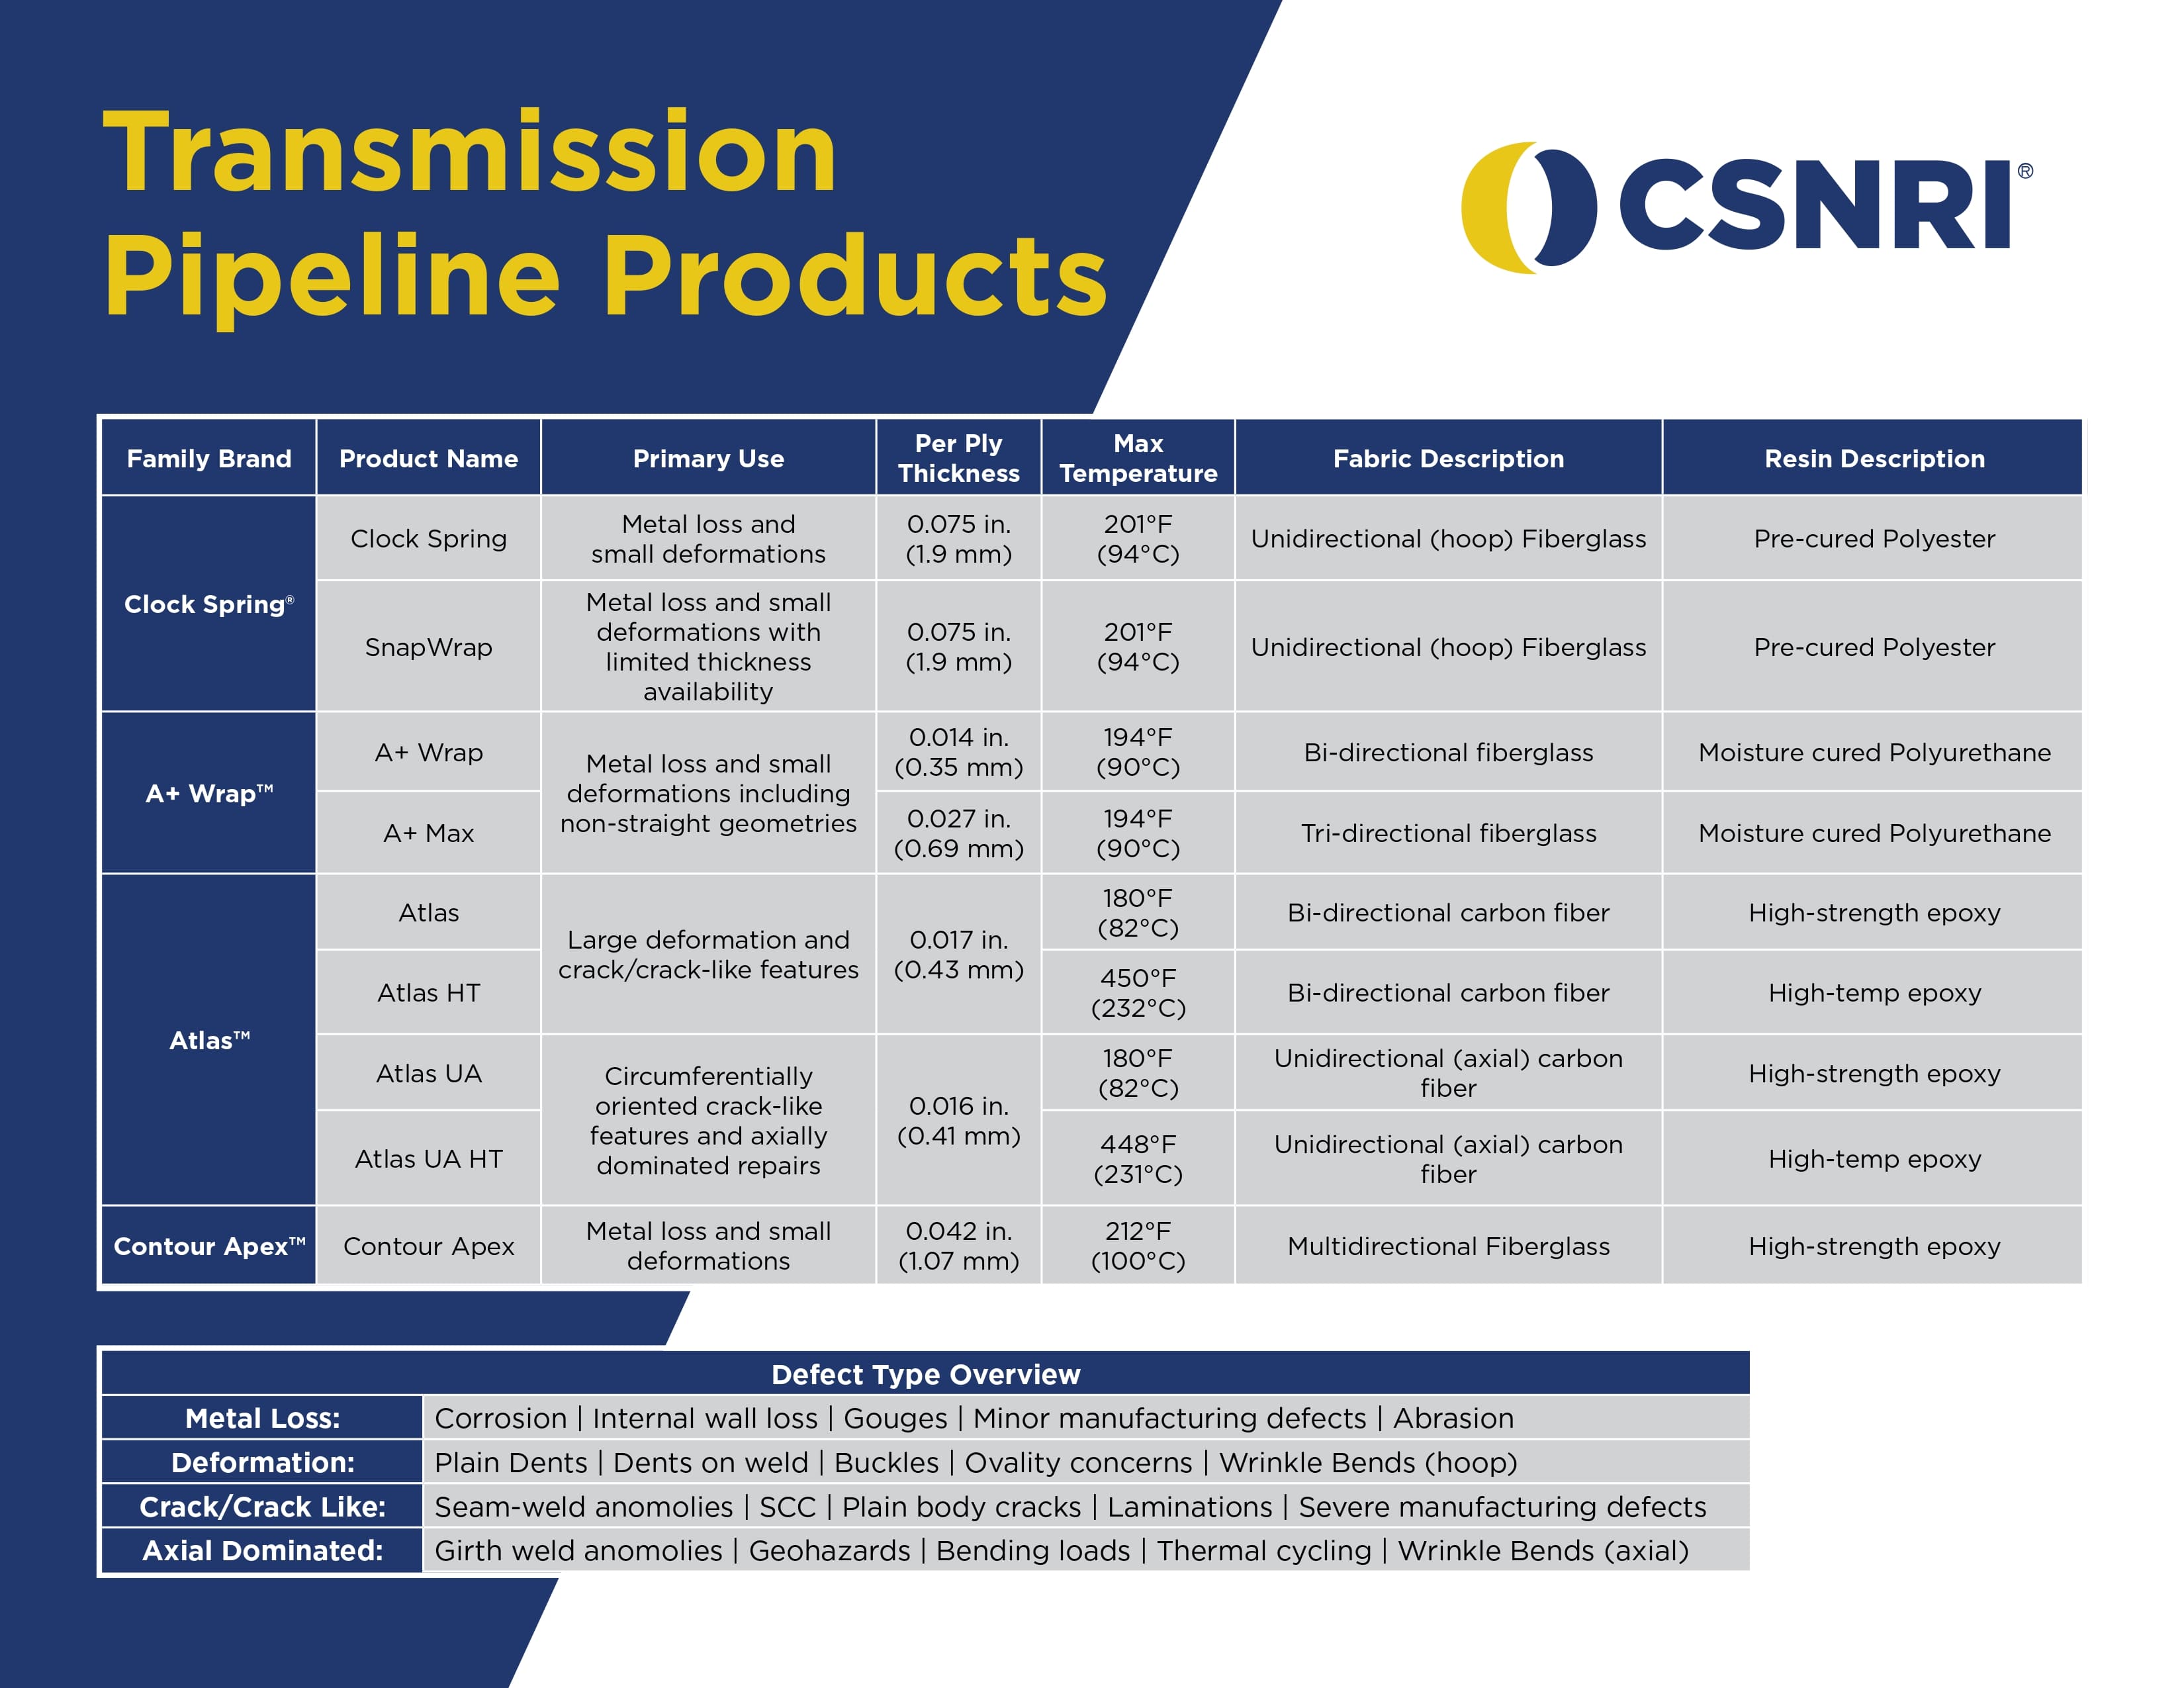 Transmission
Pipeline Products
CSNRI®
Family Brand
Product Name
Primary Use
Per Ply
Thickness
Max
Temperature
Fabric Description
Resin Description
Clock Spring®
Clock Spring
Metal loss and
small deformations
0.075 in.
(1.9 mm)
201°F
(94°C)
Unidirectional (hoop) Fiberglass
Pre-cured Polyester
SnapWrap
Metal loss and small
deformations with
limited thickness
availability
0.075 in.
(1.9 mm)
201°F
(94°C)
Unidirectional (hoop) Fiberglass
Pre-cured Polyester
A+ Wrap™
A+ Wrap
Metal loss and small
deformations including
non-straight geometries
0.014 in.
(0.35 mm)
194°F
(90°C)
Bi-directional fiberglass
Moisture cured Polyurethane
A+ Max
0.027 in.
(0.69 mm)
194°F
(90°C)
Tri-directional fiberglass
Moisture cured Polyurethane
Atlas™
Atlas
Large deformation and
crack/crack-like features
0.017 in.
(0.43 mm)
180°F
(82°C)
Bi-directional carbon fiber
High-strength epoxy
Atlas HT
450°F
(232°C)
Bi-directional carbon fiber
High-temp epoxy
Atlas UA
Circumferentially
oriented crack-like
features and axially
dominated repairs
0.016 in.
(0.41 mm)
180°F
(82°C)
Unidirectional (axial) carbon
fiber
High-strength epoxy
Atlas UA HT
448°F
(231°C)
Unidirectional (axial) carbon
fiber
High-temp epoxy
Contour Apex™
Contour Apex
Metal loss and small
deformations
0.042 in.
(1.07 mm)
212°F
(100°C)
Multidirectional Fiberglass
High-strength epoxy
Defect Type Overview
Metal Loss: Corrosion | Internal wall loss | Gouges | Minor manufacturing defects | Abrasion
Deformation: Plain Dents | Dents on weld | Buckles | Ovality concerns | Wrinkle Bends (hoop)
Crack/Crack Like: Seam-weld anomolies | SCC | Plain body cracks | Laminations | Severe manufacturing defects
Axial Dominated: Girth weld anomolies | Geohazards | Bending loads | Thermal cycling | Wrinkle Bends (axial)